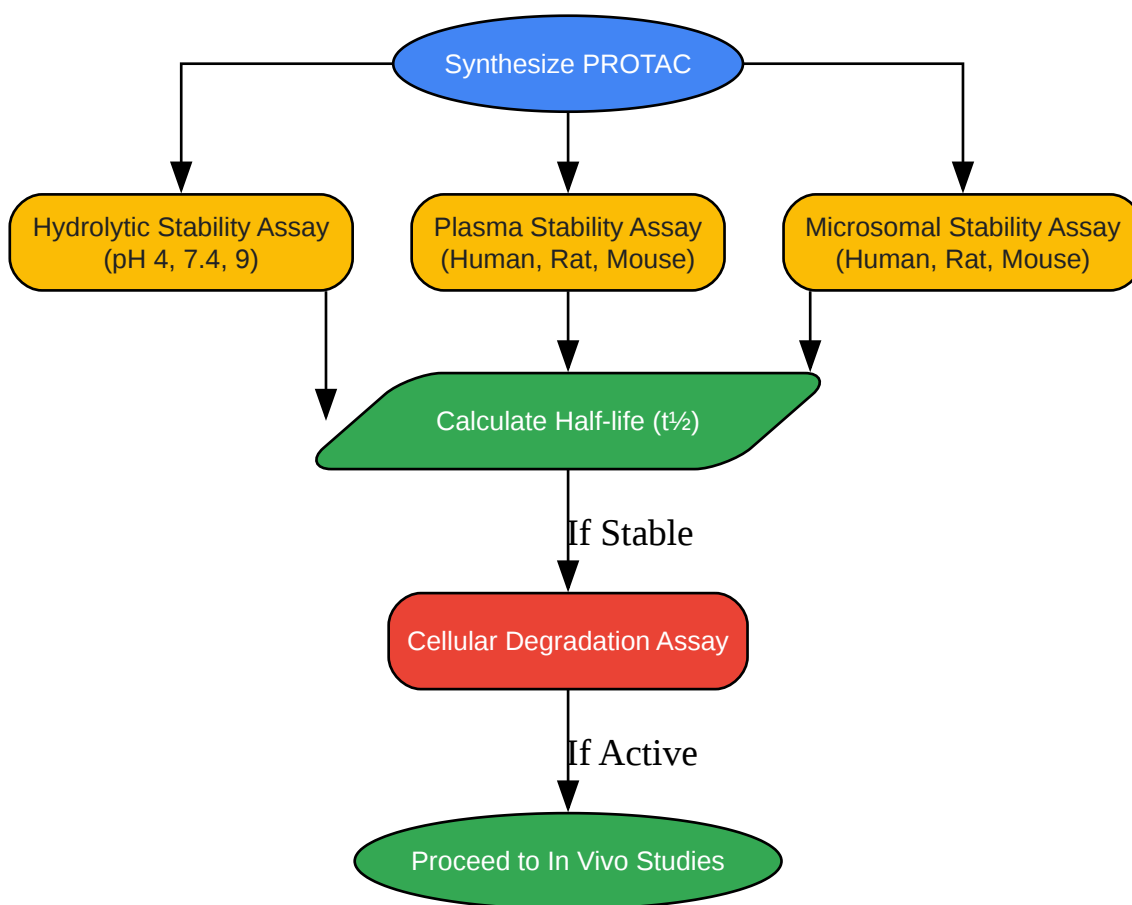 Synthesize PROTAC
Hydrolytic Stability Assay
(pH 4, 7.4, 9)
Plasma Stability Assay
(Human, Rat, Mouse)
Microsomal Stability Assay
(Human, Rat, Mouse)
Calculate Half-life (t½)
If Stable
Cellular Degradation Assay
If Active
Proceed to In Vivo Studies